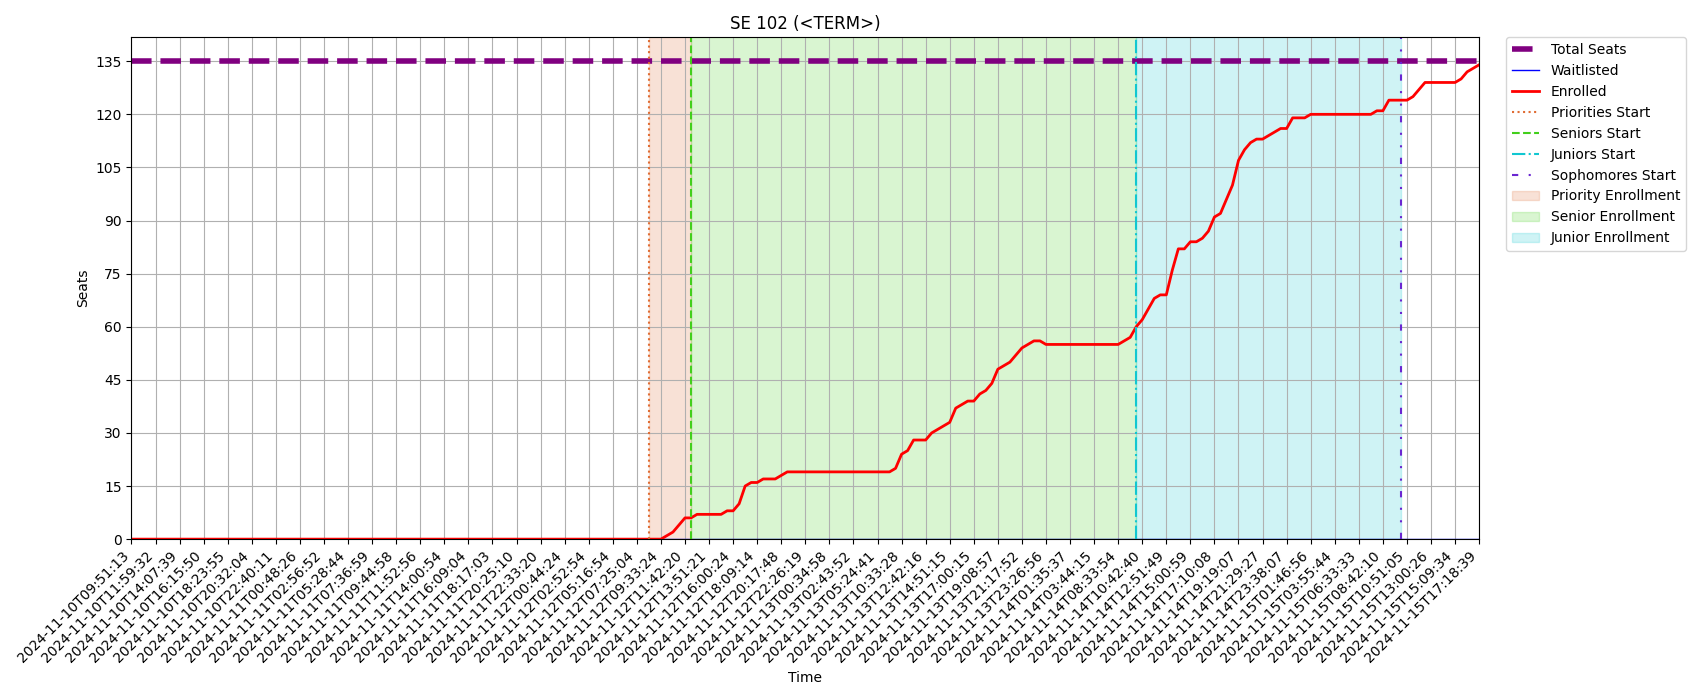 SE 102 (<TERM>)
Seats
135
120
105
90
75
60
45
30
15
0
2024-11-10T09:51:13
2024-11-10T11:59:32
2024-11-10T14:07:39
2024-11-10T16:15:50
2024-11-10T18:23:55
2024-11-10T20:32:04
2024-11-10T22:40:11
2024-11-11T00:48:26
2024-11-11T02:56:52
2024-11-11T05:28:44
2024-11-11T07:36:59
2024-11-11T09:44:58
2024-11-11T11:52:56
2024-11-11T14:00:54
2024-11-11T16:09:04
2024-11-11T18:17:03
2024-11-11T20:25:10
2024-11-11T22:33:20
2024-11-12T00:44:24
2024-11-12T02:52:54
2024-11-12T05:16:54
2024-11-12T07:25:04
2024-11-12T09:33:24
2024-11-12T11:42:20
2024-11-12T13:51:21
2024-11-12T16:00:24
2024-11-12T18:09:14
2024-11-12T20:17:48
2024-11-12T22:26:19
2024-11-13T00:34:58
2024-11-13T02:43:52
2024-11-13T05:24:41
2024-11-13T10:33:28
2024-11-13T12:42:16
2024-11-13T14:51:15
2024-11-13T17:00:15
2024-11-13T19:08:57
2024-11-13T21:17:52
2024-11-13T23:26:56
2024-11-14T01:35:37
2024-11-14T03:44:15
2024-11-14T08:33:54
2024-11-14T10:42:40
2024-11-14T12:51:49
2024-11-14T15:00:59
2024-11-14T17:10:08
2024-11-14T19:19:07
2024-11-14T21:29:27
2024-11-14T23:38:07
2024-11-15T01:46:56
2024-11-15T03:55:44
2024-11-15T06:33:33
2024-11-15T08:42:10
2024-11-15T10:51:05
2024-11-15T13:00:26
2024-11-15T15:09:34
2024-11-15T17:18:39
Time
Total Seats
Waitlisted
Enrolled
Priorities Start
Seniors Start
Juniors Start
Sophomores Start
Priority Enrollment
Senior Enrollment
Junior Enrollment